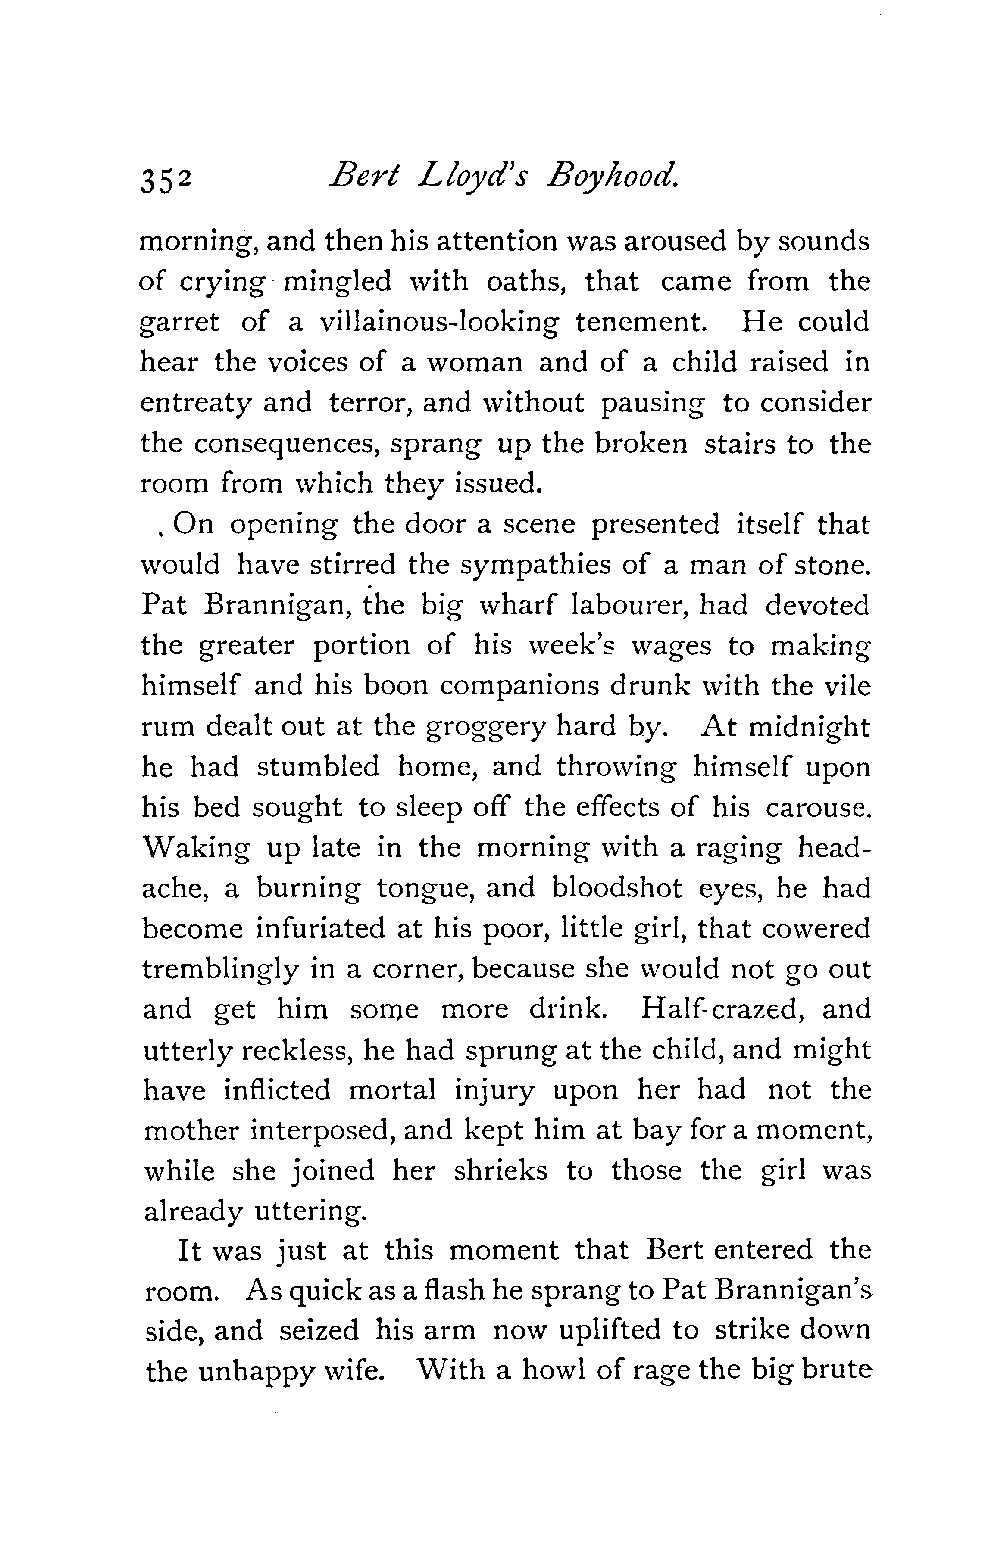 352 Bert Lloyd's Boyhood.
morning, and then his attention was aroused by sounds
of crying mingled with oaths, that came from the
garret of a villainous-looking tenement. He could
hear the voices of a woman and of a child raised in
entreaty and terror, and without pausing to consider
the consequences, sprang up the broken stairs to the
room from which they issued.
On opening the door a scene presented itself that
would have stirred the sympathies of a man of stone.
Pat Brannigan, the big wharf labourer, had devoted
the greater portion of his week's wages to making
himself and his boon companions drunk with the vile
rum dealt out at the groggery hard by. At midnight
he had stumbled home, and throwing himself upon
his bed sought to sleep off the effects of his carouse.
Waking up late in the morning with a raging head-
ache, a burning tongue, and bloodshot eyes, he had
become infuriated at his poor, little girl, that cowered
tremblingly in a corner, because she would not go out
and get him some more drink. Half-crazed, and
utterly reckless, he had sprung at the child, and might
have inflicted mortal injury upon her had not the
mother interposed, and kept him at bay for a moment,
while she joined her shrieks to those the girl was
already uttering.
It was just at this moment that Bert entered the
room. As quick as a flash he sprang to Pat Brannigan's
side, and seized his arm now uplifted to strike down
the unhappy wife. With a howl of rage the big brute